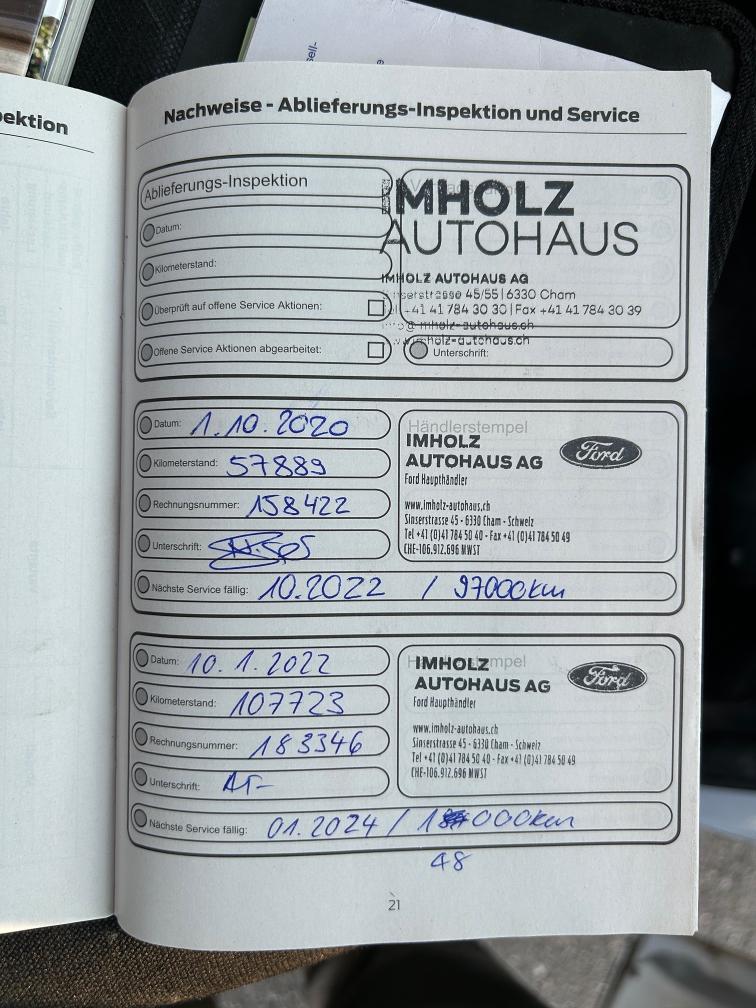 ell-
ektion
Nachweise - Ablieferungs-Inspektion und Service
Ablieferungs-Inspektion
IMHOLZ
AUTOHAUS
Datum:
Kilometerstand:
IMHOLZ AUTOHAUS AG
45/55 | 6330 Cham
Überprüft auf offene Service Aktionen:
+41 41 784 30 30 | Fax +41 41 784 30 39
Offene Service Aktionen abgearbeitet:
Unterschrift:
Datum: 1.10.2020
Kilometerstand: 57889
Rechnungsnummer: 158422
Unterschrift:
Händlerstempel
IMHOLZ
AUTOHAUS AG
Ford
Ford Haupthändler
www.imholz-autohaus.ch
Sinserstrasse 45 - 6330 Cham - Schweiz
Tel +41 (0)41 784 50 40 - Fax +41 (0)41 784 50 49
CHE-106.912.696 MWST
Nächste Service fällig: 10.2022 / 97000km
Datum: 10.1.2022
Kilometerstand: 107723
Rechnungsnummer: 183346
Unterschrift:
IMHOLZ
AUTOHAUS AG
Ford
Ford Haupthändler
www.imholz-autohaus.ch
Sinserstrasse 45 - 6330 Cham - Schweiz
Tel +41 (0)41 784 50 40 - Fax +41 (0)41 784 50 49
CHE-106.912.696 MWST
Nächste Service fällig: 01.2024 / 1 000km
48
21